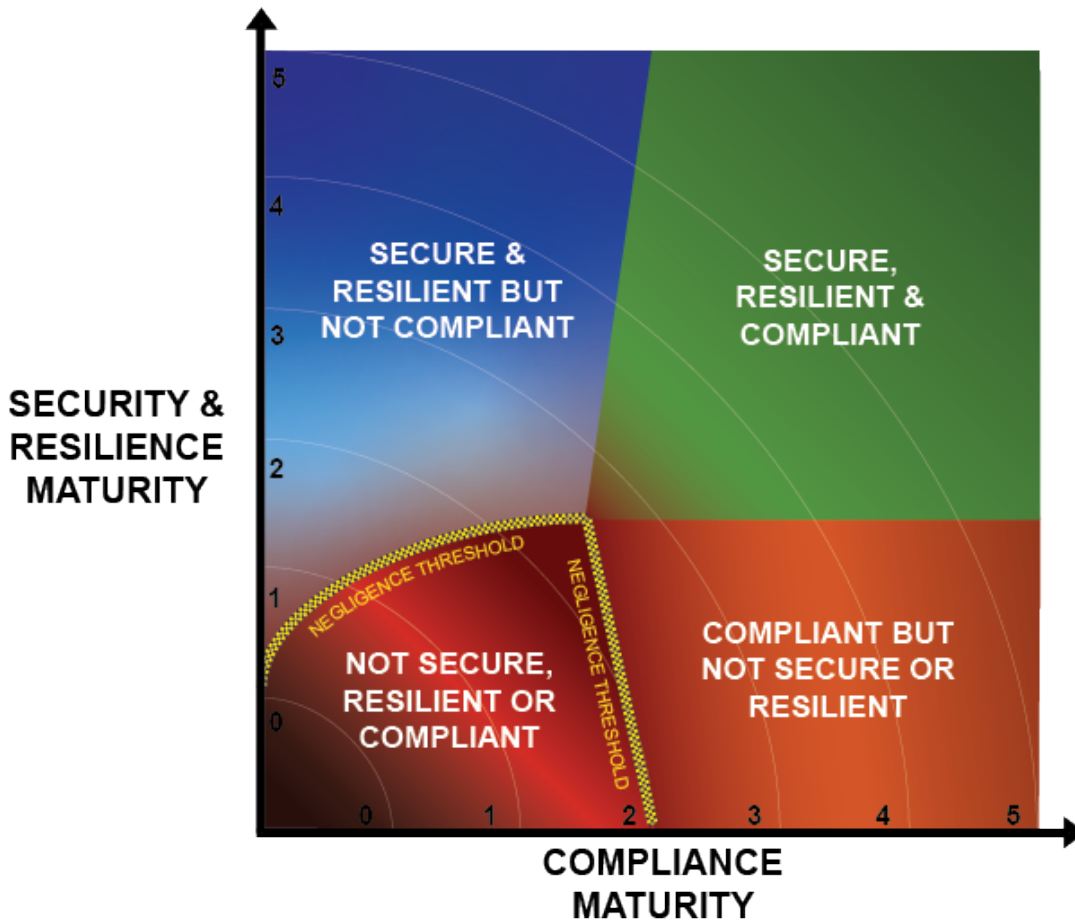 5
4
SECURE &
RESILIENT BUT
NOT COMPLIANT
SECURE,
RESILIENT &
COMPLIANT
3
SECURITY &
RESILIENCE
MATURITY
2
NEGLIGENCE THRESHOLD
NEGLIGENCE THRESHOLD
1
NOT SECURE,
RESILIENT OR
COMPLIANT
COMPLIANT BUT
NOT SECURE OR
RESILIENT
0
0 1 2 3 4 5
COMPLIANCE
MATURITY